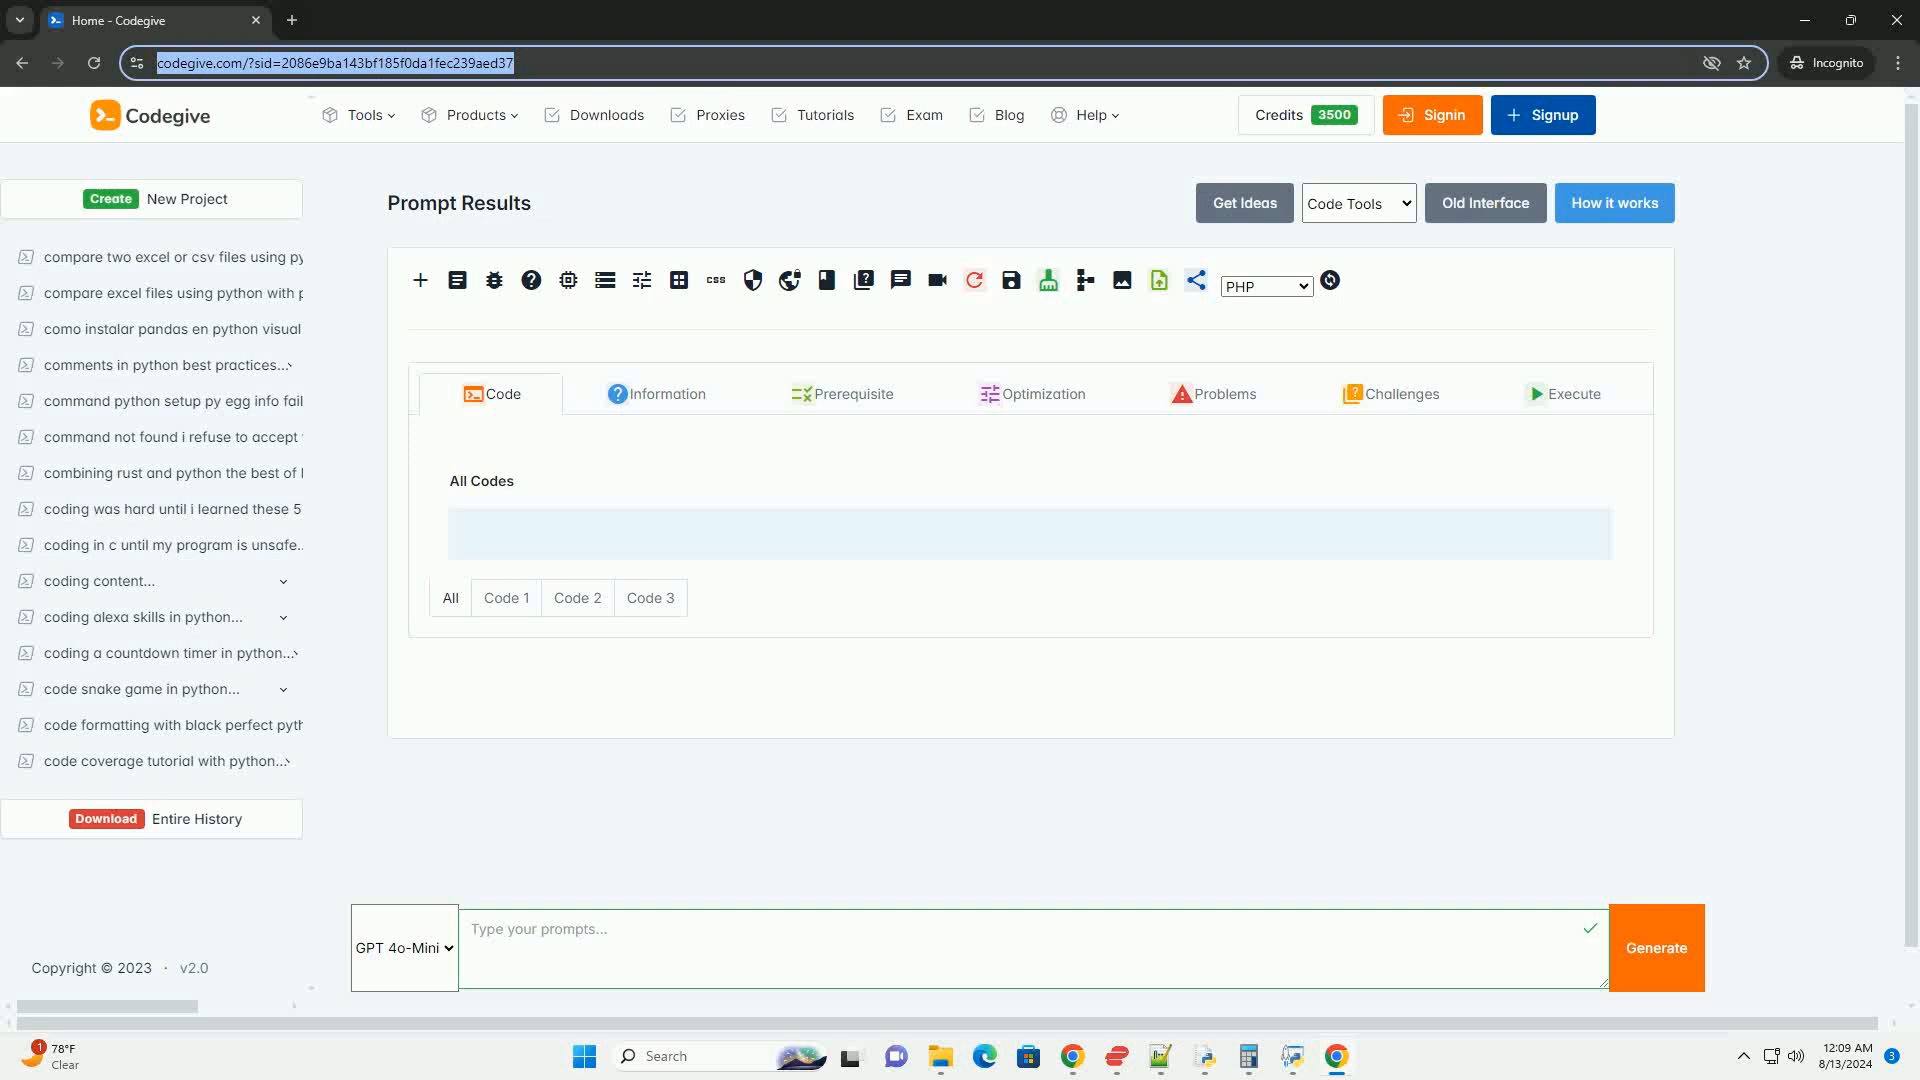 Home - Codegive
codegive.com/?sid=2086e9ba143bf185f0da1fec239aed37
Incognito
Codegive
Tools
Products
Downloads
Proxies
Tutorials
Exam
Blog
Help
Credits 3500
Signin
Signup
Create New Project
compare two excel or csv files using py
compare excel files using python with p
como instalar pandas en python visual
comments in python best practices...
command python setup py egg info fail
command not found i refuse to accept
combining rust and python the best of
coding was hard until i learned these 5
coding in c until my program is unsafe..
coding content...
coding alexa skills in python...
coding a countdown timer in python...
code snake game in python...
code formatting with black perfect pyth
code coverage tutorial with python...
Download Entire History
Copyright © 2023 · v2.0
Prompt Results
Get Ideas
Code Tools
Old Interface
How it works
css
PHP
Code
Information
Prerequisite
Optimization
Problems
Challenges
Execute
All Codes
All
Code 1
Code 2
Code 3
GPT 4o-Mini
Type your prompts...
Generate
1
78°F
Clear
Search
12:09 AM
8/13/2024
3